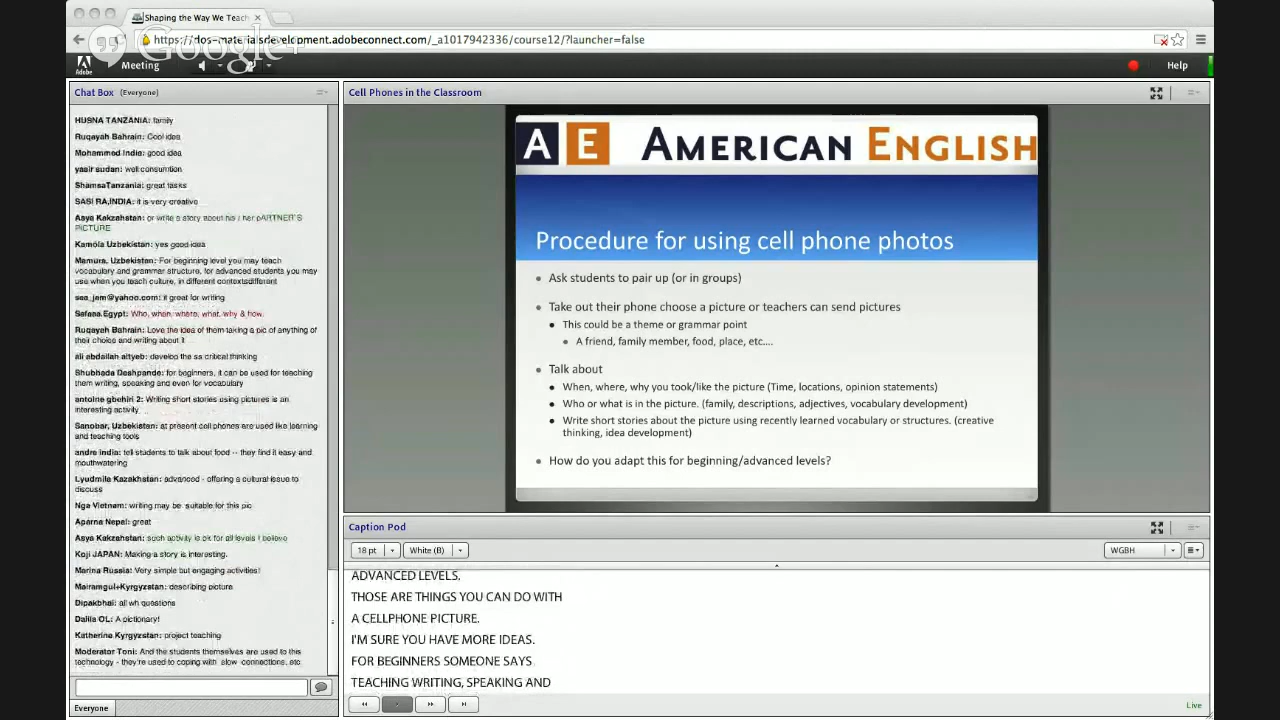 Shaping the Way We Teach
https://dos-materialsdevelopment.adobeconnect.com/_a1017942336/course12/?launcher=false
Google+
Adobe
Meeting
Help
Chat Box (Everyone)
HUSNA TANZANIA: family
Ruqayah Bahrain: Cool idea
Mohammed India: good idea
yasir sudan: well consumtion
ShamsaTanzania: great tasks
SASI RA,INDIA: it is very creative
Asya Kakzahstan: or write a story about his / her pARTNER'S
PICTURE
Kamola Uzbekistan: yes good idea
Mamura, Uzbekistan: For beginning level you may teach
vocabulary and grammar structure, for advanced students you may
use when you teach culture, in different contextsdifferent
saa_jem@yahoo.com: it great for writing
Safara Egypt: Who, when, where, what, why & how.
Ruqayah Bahrain: Love the idea of them taking a pic of anything of
their choice and writing about it
ali abdallah altyeb: develop the ss critical thinking
Shubhada Deshpande: for beginners, it can be used for teaching
them writing, speaking and even for vocabulary
antoine gbehiri 2: Writing short stories using pictures is an
interesting activity
Sanobar, Uzbekistan: at present cell phones are used like learning
and teaching tools
andre india: tell students to talk about food -- they find it easy and
mouthwatering
Lyudmila Kazakhstan: advanced - offering a cultural issue to
discuss
Nga Vietnam: writing may be suitable for this pic
Aparna Nepal: great
Asya Kakzahstan: such activity is ok for all levels I believe
Koji JAPAN: Making a story is interesting.
Marina Russia: Very simple but engaging activities!
Mairamgul+Kyrgyzstan: describing picture
Dipakbhai: all wh questions
Dalila OL: A pictionary!
Katherina Kyrgyzstan: project teaching
Moderator Toni: And the students themselves are used to this
technology - they're used to coping with slow connections, etc
Everyone
Cell Phones in the Classroom
AE AMERICAN ENGLISH
Procedure for using cell phone photos
Ask students to pair up (or in groups)
Take out their phone choose a picture or teachers can send pictures
This could be a theme or grammar point
A friend, family member, food, place, etc....
Talk about
When, where, why you took/like the picture (Time, locations, opinion statements)
Who or what is in the picture. (family, descriptions, adjectives, vocabulary development)
Write short stories about the picture using recently learned vocabulary or structures. (creative
thinking, idea development)
How do you adapt this for beginning/advanced levels?
Caption Pod
18 pt
White (B)
WGBH
ADVANCED LEVELS.
THOSE ARE THINGS YOU CAN DO WITH
A CELLPHONE PICTURE.
I'M SURE YOU HAVE MORE IDEAS.
FOR BEGINNERS SOMEONE SAYS
TEACHING WRITING, SPEAKING AND
Live